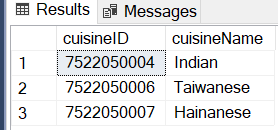 Results Messages
cuisineID cuisineName
1 7522050004 Indian
2 7522050006 Taiwanese
3 7522050007 Hainanese